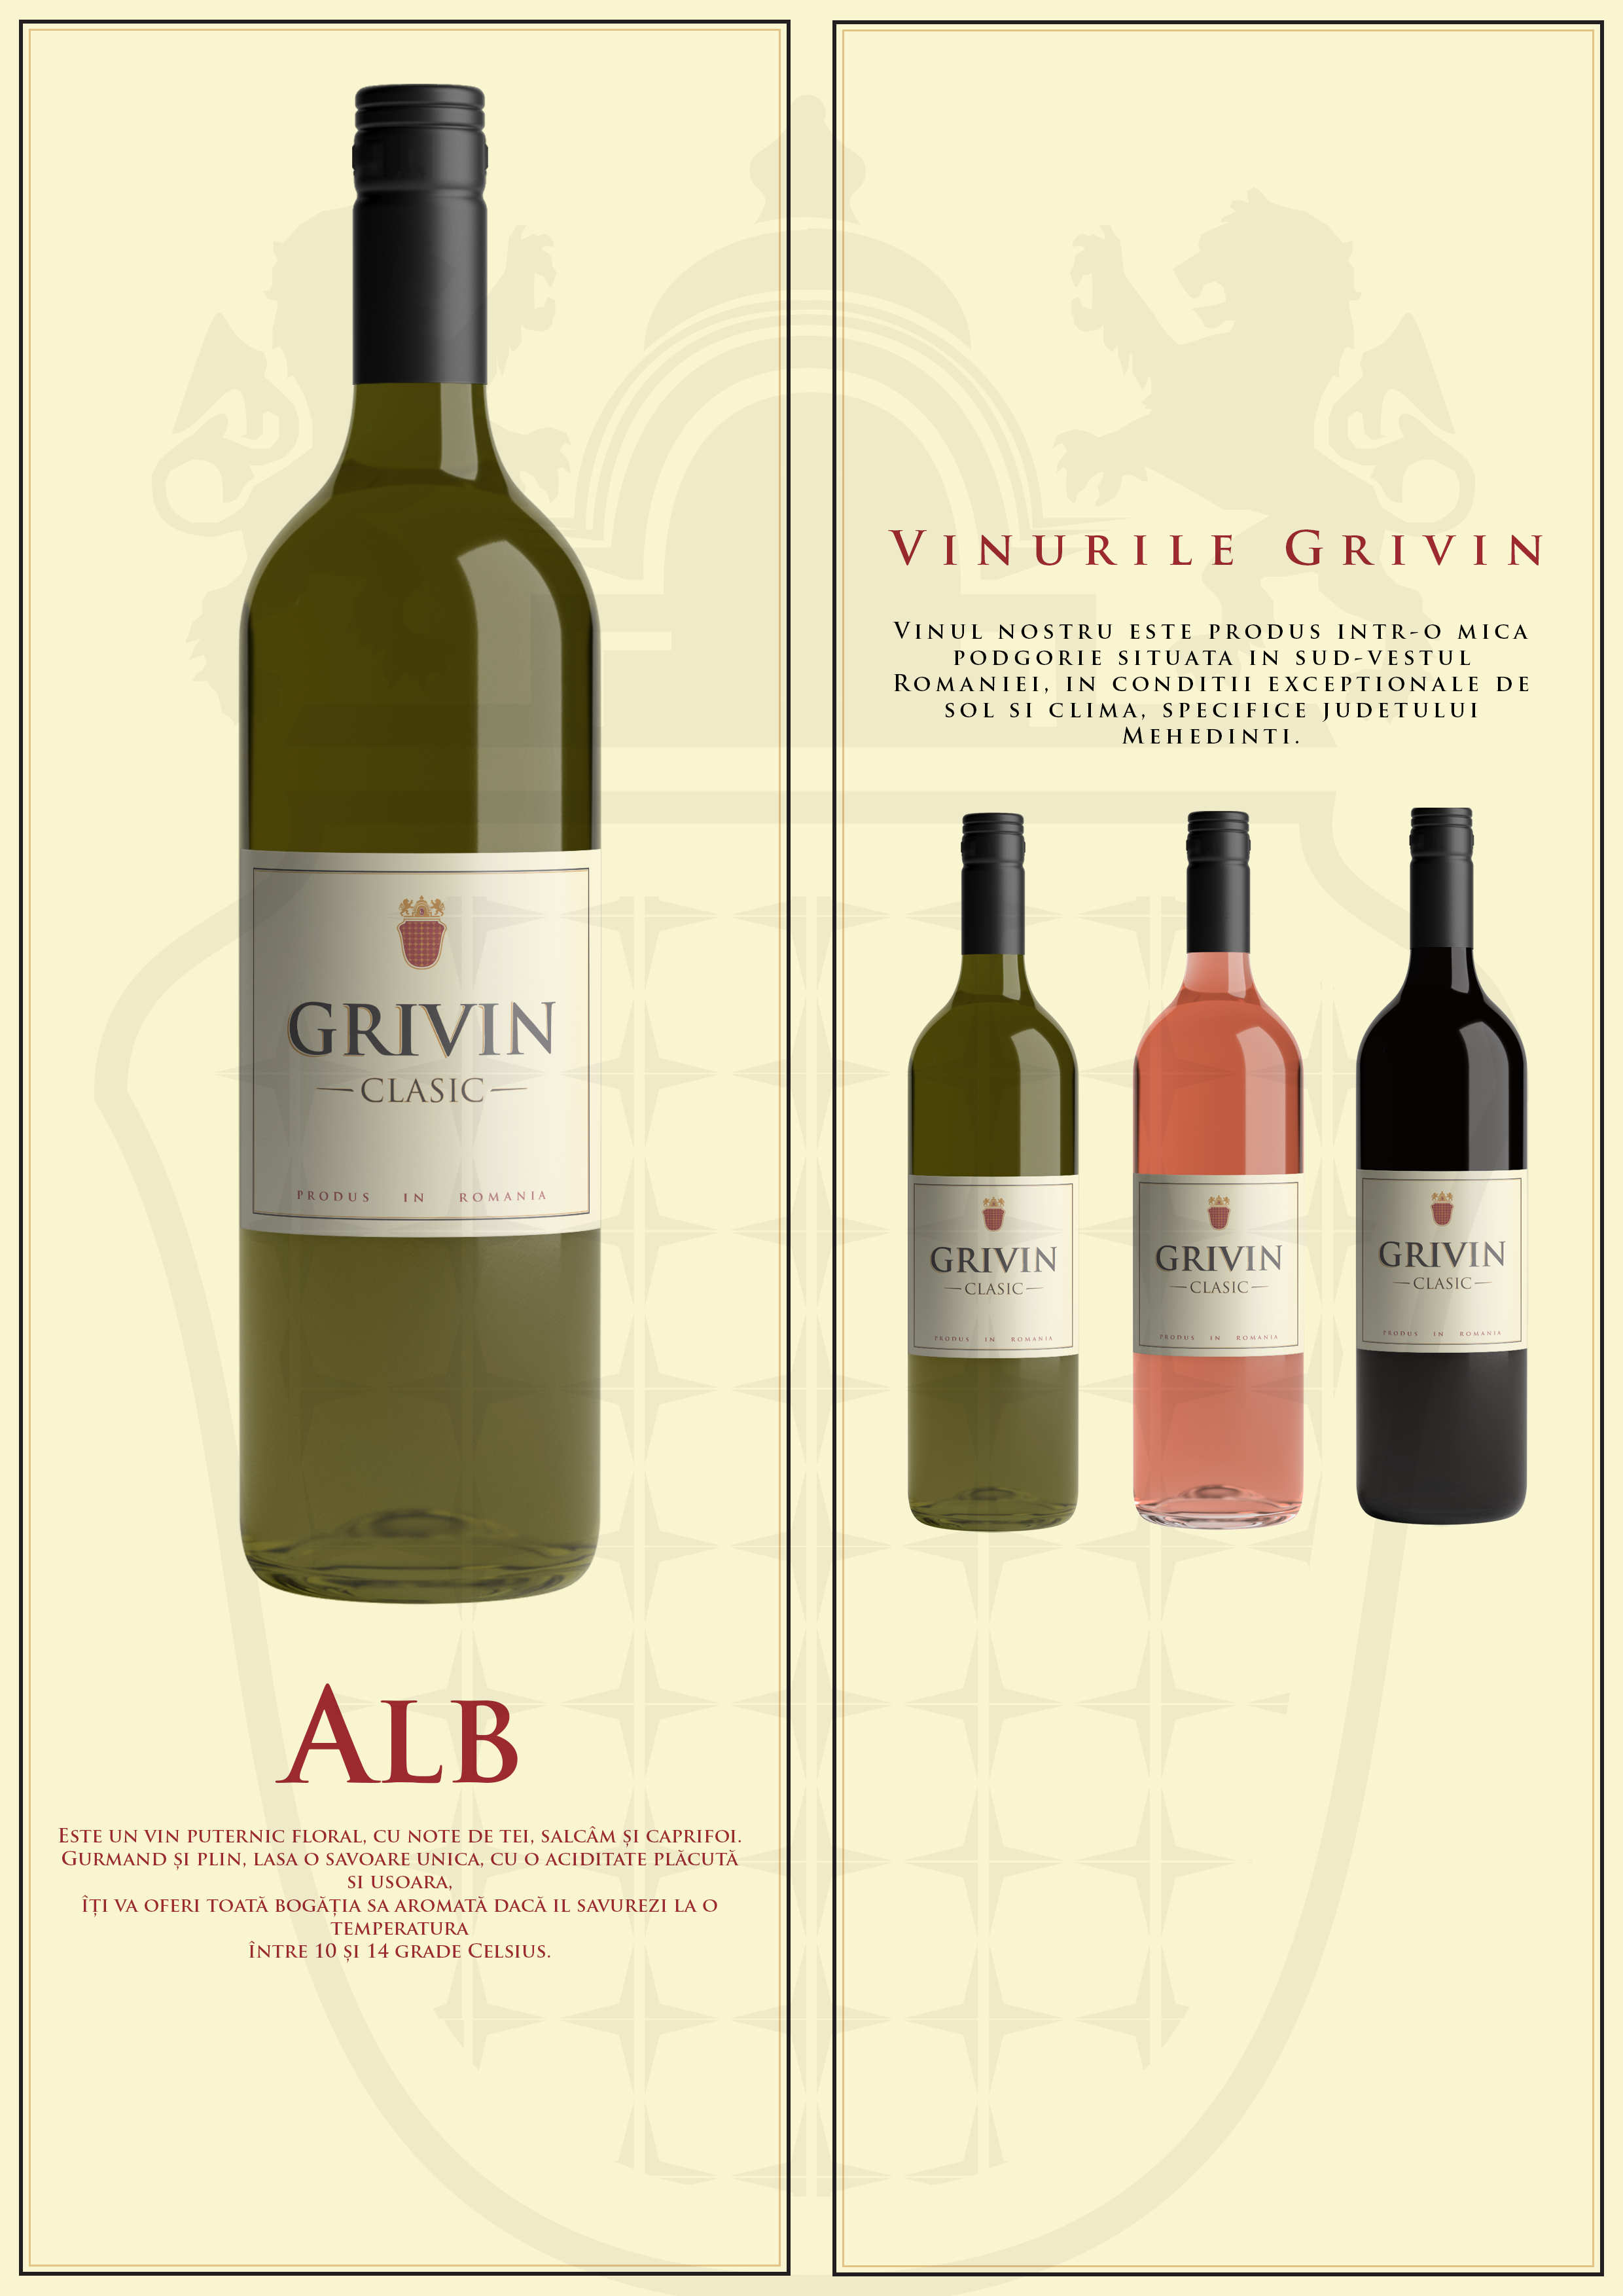 GRIVIN
CLASIC
PRODUS IN ROMANIA
ALB
ESTE UN VIN PUTERNIC FLORAL, CU NOTE DE TEI, SALCÂM ȘI CAPRIFOI.
GURMAND ȘI PLIN, LASA O SAVOARE UNICA, CU O ACIDITATE PLĂCUTĂ
SI USOARA,
ÎȚI VA OFERI TOATĂ BOGĂȚIA SA AROMATĂ DACĂ IL SAVUREZI LA O
TEMPERATURA
ÎNTRE 10 ȘI 14 GRADE CELSIUS.
VINURILE GRIVIN
VINUL NOSTRU ESTE PRODUS INTR-O MICA
PODGORIE SITUATA IN SUD-VESTUL
ROMANIEI, IN CONDITII EXCEPTIONALE DE
SOL SI CLIMA, SPECIFICE JUDETULUI
MEHEDINTI.
GRIVIN
CLASIC
PRODUS IN ROMANIA
GRIVIN
CLASIC
PRODUS IN ROMANIA
GRIVIN
CLASIC
PRODUS IN ROMANIA